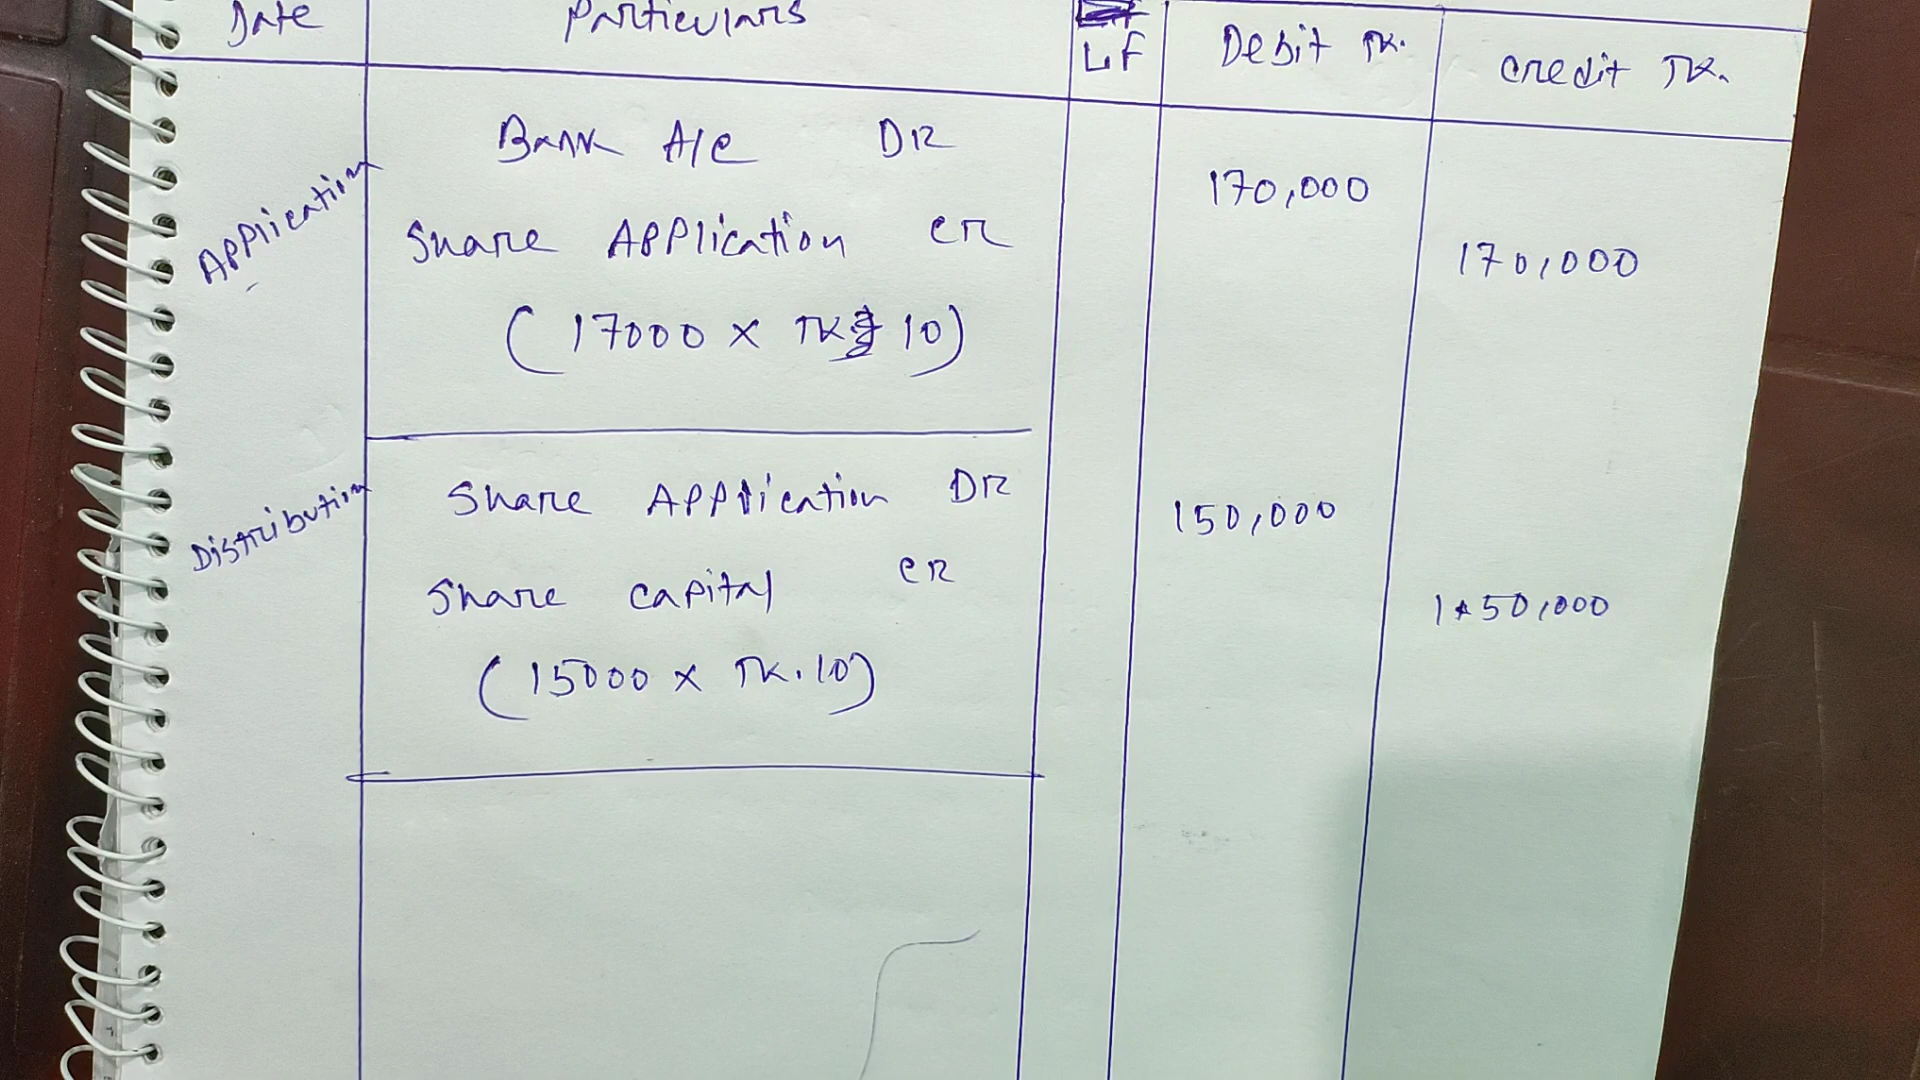 Date Particulars LF Debit TK. Credit TK.
Application
Bank A/C DR 170,000
Share Application CR 170,000
(17000 x TK 10)
Distribution
Share Application DR 150,000
Share Capital CR 150,000
(15000 x TK.10)